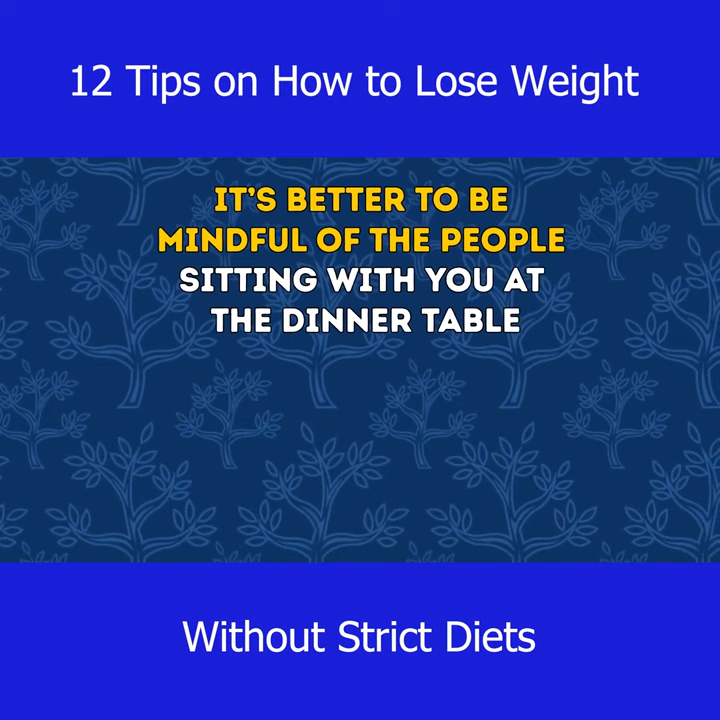 12 Tips on How to Lose Weight
IT'S BETTER TO BE
MINDFUL OF THE PEOPLE
SITTING WITH YOU AT
THE DINNER TABLE
Without Strict Diets